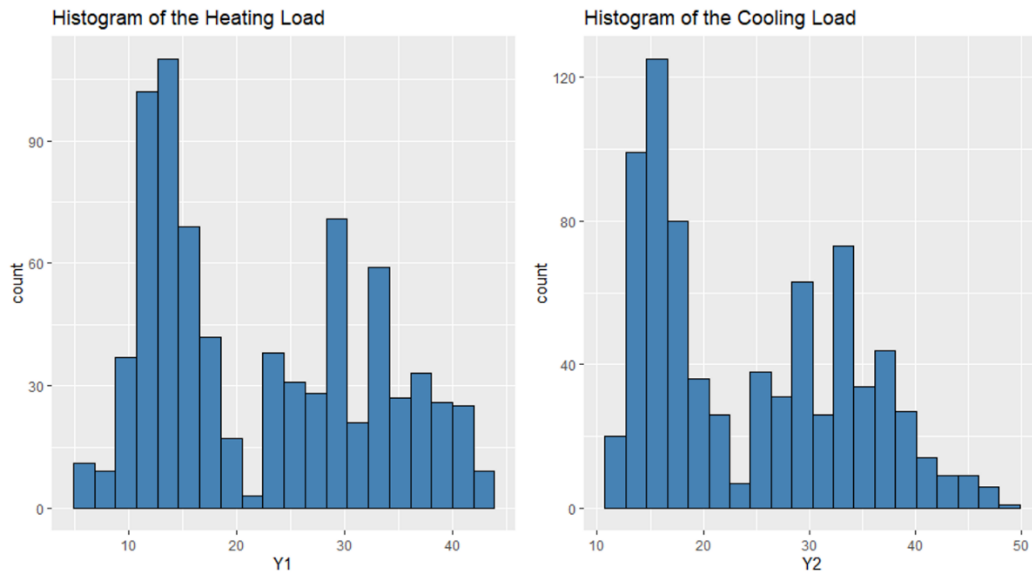 Histogram of the Heating Load
90
60
30
0
count
10 20 30 40
Y1
Histogram of the Cooling Load
120
80
40
0
count
10 20 30 40 50
Y2